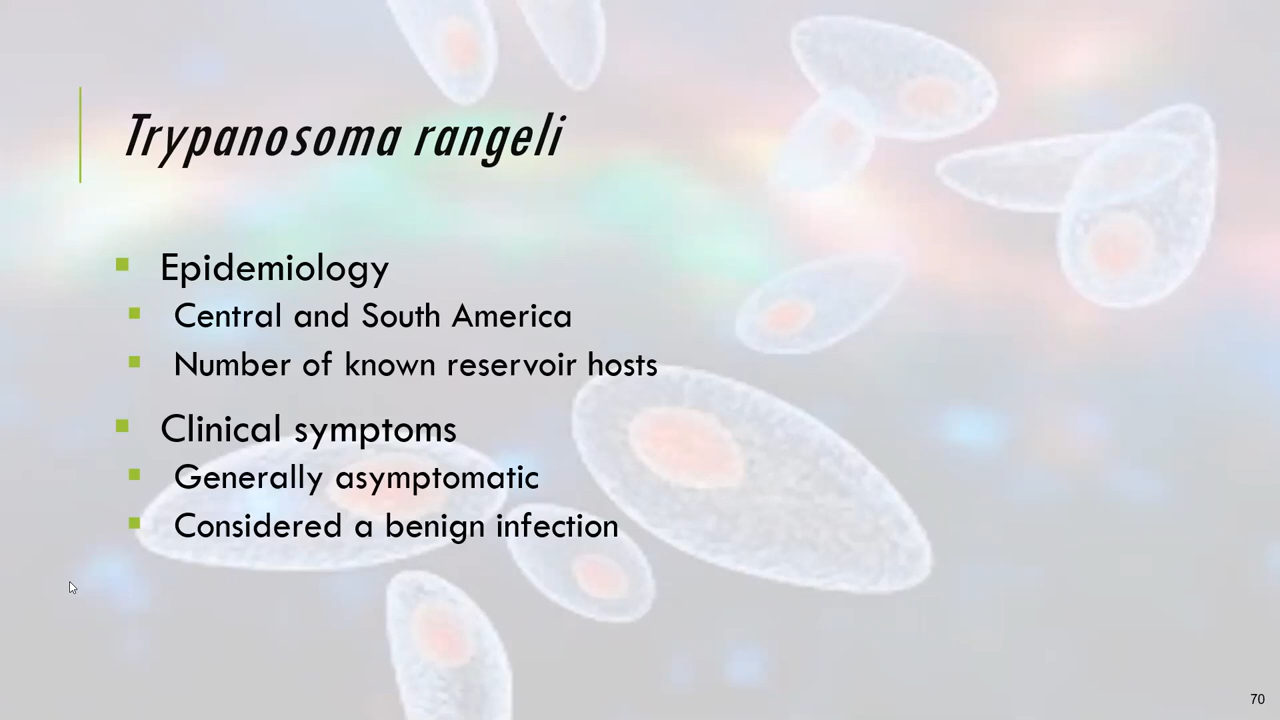 Trypanosoma rangeli
Epidemiology
Central and South America
Number of known reservoir hosts
Clinical symptoms
Generally asymptomatic
Considered a benign infection
70